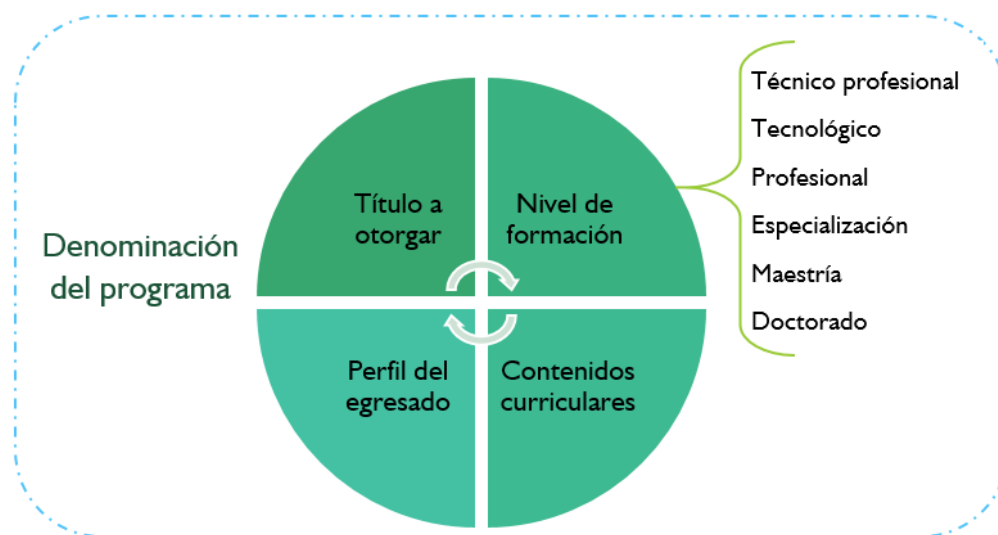 Denominación
del programa
Título a
otorgar
Nivel de
formación
Perfil del
egresado
Contenidos
curriculares
Técnico profesional
Tecnológico
Profesional
Especialización
Maestría
Doctorado